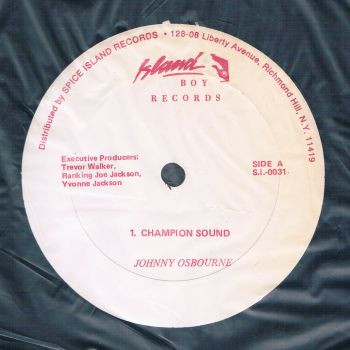 Distributed by SPICE ISLAND RECORDS • 128-08 Liberty Avenue, Richmond Hill, N.Y. 11419
Island
BOY
RECORDS
Executive Producers:
Trevor Walker,
Ranking Joe Jackson,
Yvonne Jackson
SIDE A
S.I.-0031
1. CHAMPION SOUND
JOHNNY OSBOURNE